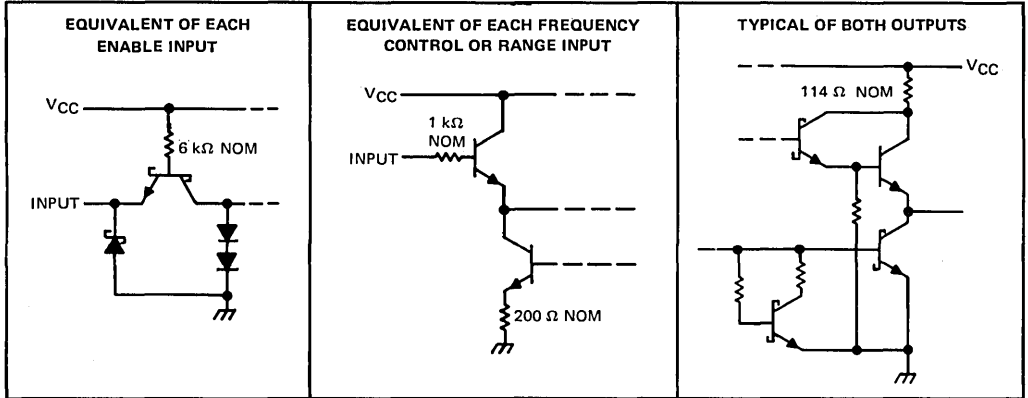 EQUIVALENT OF EACH
ENABLE INPUT
VCC
6 kΩ NOM
INPUT
EQUIVALENT OF EACH FREQUENCY
CONTROL OR RANGE INPUT
VCC
1 kΩ
NOM
INPUT
200 Ω NOM
TYPICAL OF BOTH OUTPUTS
VCC
114 Ω NOM